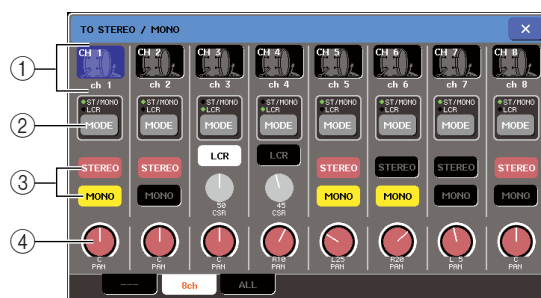 TO STEREO / MONO
CH 1 CH 2 CH 3 CH 4 CH 5 CH 6 CH 7 CH 8
1
ch 1 ch 2 ch 3 ch 4 ch 5 ch 6 ch 7 ch 8
ST/MONO ST/MONO ST/MONO ST/MONO ST/MONO ST/MONO ST/MONO ST/MONO
LCR LCR LCR LCR LCR LCR LCR LCR
2 MODE MODE MODE MODE MODE MODE MODE MODE
STEREO STEREO LCR LCR STEREO STEREO STEREO STEREO
3
MONO MONO MONO MONO MONO MONO
50 45
CSR CSR
4
C C C R10 L25 R20 L 5 C
PAN PAN PAN PAN PAN PAN PAN PAN
--- 8ch ALL